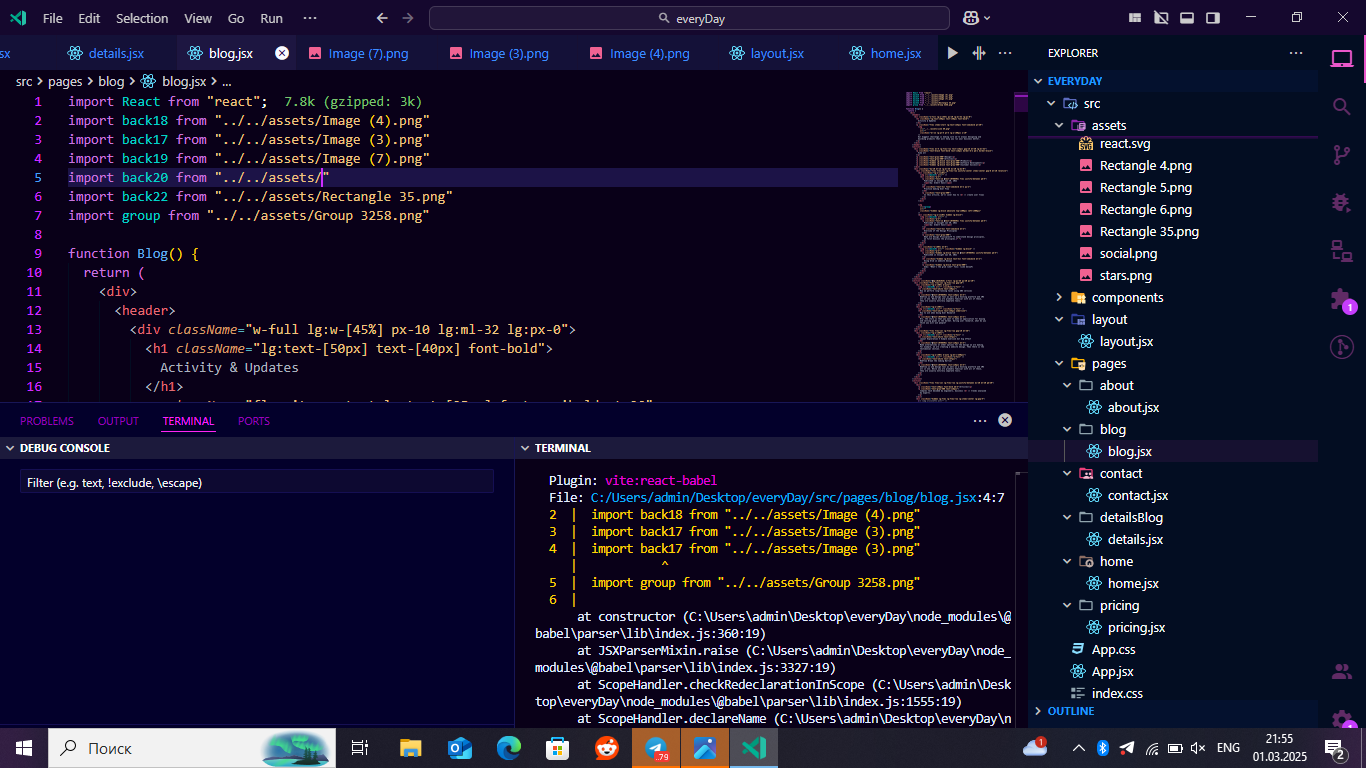 File Edit Selection View Go Run ··· everyDay
sx details.jsx blog.jsx Image (7).png Image (3).png Image (4).png layout.jsx home.jsx
src > pages > blog > blog.jsx > ...
1 import React from "react"; 7.8k (gzipped: 3k)
2 import back18 from "../../assets/Image (4).png"
3 import back17 from "../../assets/Image (3).png"
4 import back19 from "../../assets/Image (7).png"
5 import back20 from "../../assets/"
6 import back22 from "../../assets/Rectangle 35.png"
7 import group from "../../assets/Group 3258.png"
8
9 function Blog() {
10 return (
11 <div>
12 <header>
13 <div className="w-full lg:w-[45%] px-10 lg:ml-32 lg:px-0">
14 <h1 className="lg:text-[50px] text-[40px] font-bold">
15 Activity & Updates
16 </h1>
PROBLEMS OUTPUT TERMINAL PORTS
DEBUG CONSOLE
Filter (e.g. text, !exclude, \escape)
TERMINAL
Plugin: vite:react-babel
File: C:/Users/admin/Desktop/everyDay/src/pages/blog/blog.jsx:4:7
2 | import back18 from "../../assets/Image (4).png"
3 | import back17 from "../../assets/Image (3).png"
4 | import back17 from "../../assets/Image (3).png"
| ^
5 | import group from "../../assets/Group 3258.png"
6 |
at constructor (C:\Users\admin\Desktop\everyDay\node_modules\@
babel\parser\lib\index.js:360:19)
at JSXParserMixin.raise (C:\Users\admin\Desktop\everyDay\node_
modules\@babel\parser\lib\index.js:3327:19)
at ScopeHandler.checkRedeclarationInScope (C:\Users\admin\Desk
top\everyDay\node_modules\@babel\parser\lib\index.js:1555:19)
at ScopeHandler.declareName (C:\Users\admin\Desktop\everyDay\n
EXPLORER
EVERYDAY
src
assets
react.svg
Rectangle 4.png
Rectangle 5.png
Rectangle 6.png
Rectangle 35.png
social.png
stars.png
components
layout
layout.jsx
pages
about
about.jsx
blog
blog.jsx
contact
contact.jsx
detailsBlog
details.jsx
home
home.jsx
pricing
pricing.jsx
App.css
App.jsx
index.css
OUTLINE
1
Поиск
..79
1
ENG
21:55
01.03.2025
2